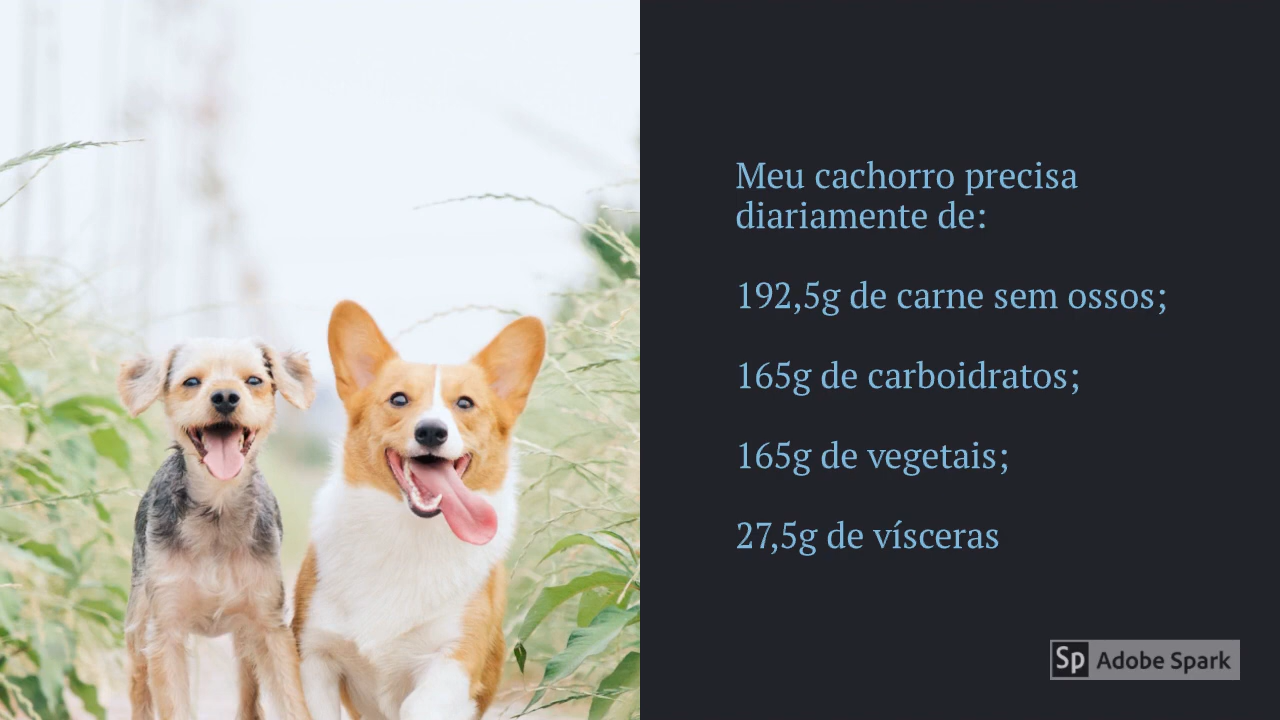 Meu cachorro precisa
diariamente de:
192,5g de carne sem ossos;
165g de carboidratos;
165g de vegetais;
27,5g de vísceras
Sp Adobe Spark